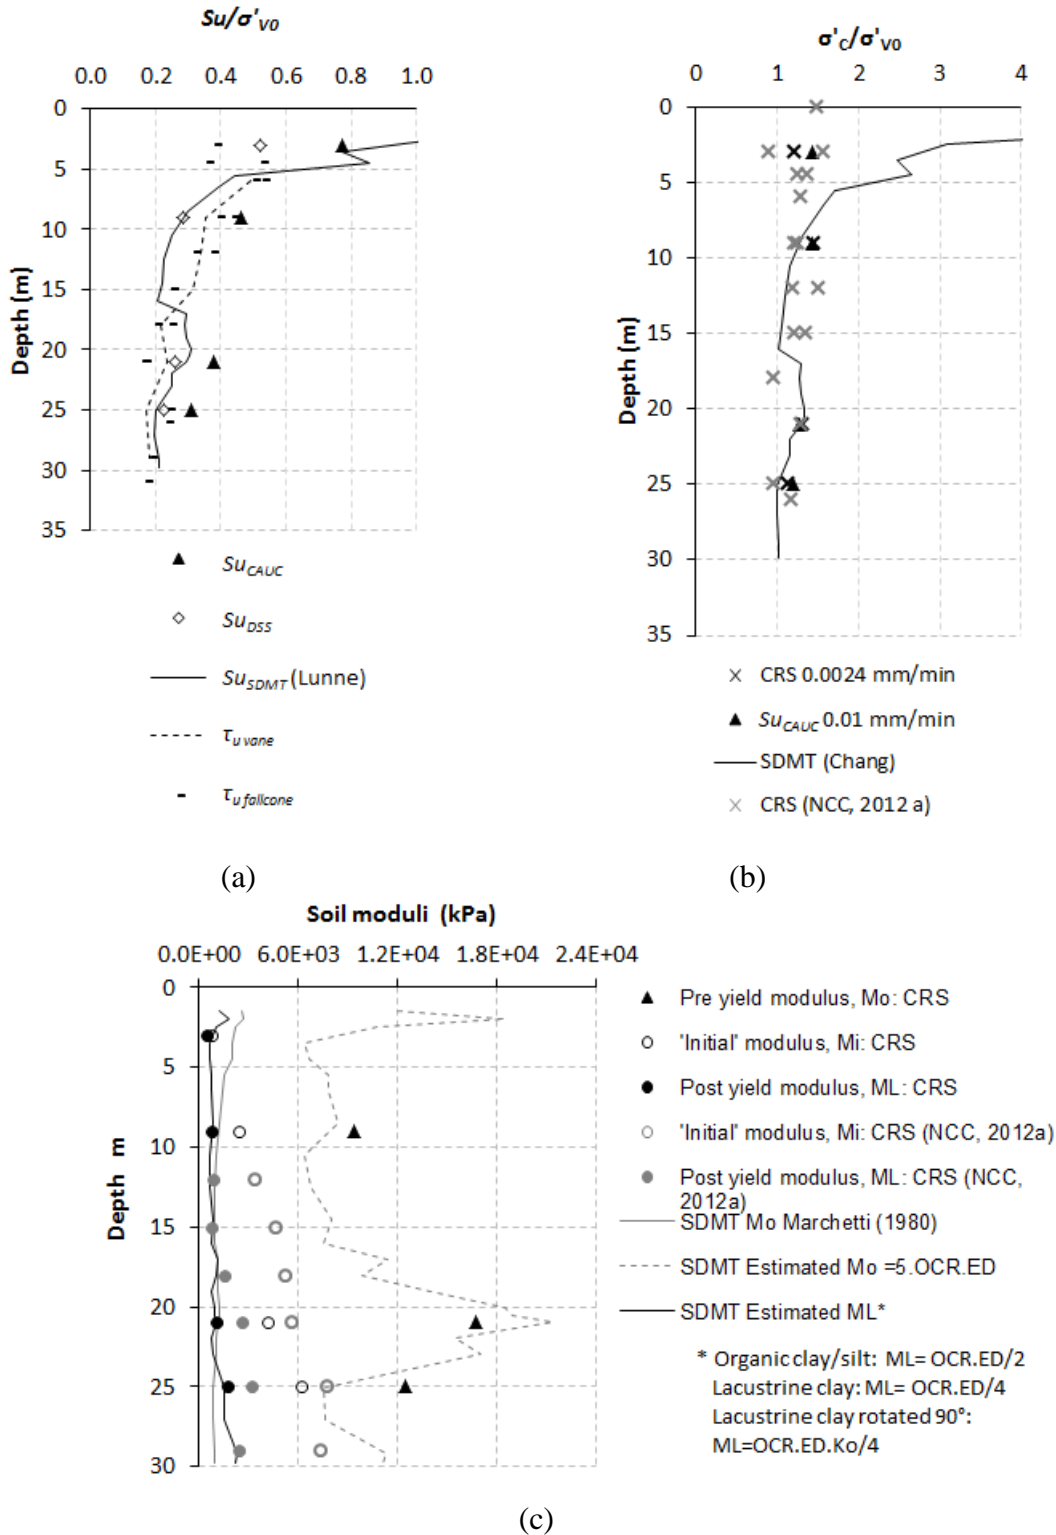 Su/σ'V0
0.0 0.2 0.4 0.6 0.8 1.0
0
5
10
15
20
25
30
35
Depth (m)
SuCAUC
SuDSS
SuSDMT (Lunne)
τu vane
τu fallcone
(a)
σ'C/σ'V0
0 1 2 3 4
0
5
10
15
20
25
30
35
Depth (m)
CRS 0.0024 mm/min
SuCAUC 0.01 mm/min
SDMT (Chang)
CRS (NCC, 2012 a)
(b)
Soil moduli (kPa)
0.0E+00 6.0E+03 1.2E+04 1.8E+04 2.4E+04
0
5
10
15
20
25
30
Depth m
Pre yield modulus, Mo: CRS
'Initial' modulus, Mi: CRS
Post yield modulus, ML: CRS
'Initial' modulus, Mi: CRS (NCC, 2012a)
Post yield modulus, ML: CRS (NCC,
2012a)
SDMT Mo Marchetti (1980)
SDMT Estimated Mo =5.OCR.ED
SDMT Estimated ML*
* Organic clay/silt: ML= OCR.ED/2
Lacustrine clay: ML= OCR.ED/4
Lacustrine clay rotated 90°:
ML=OCR.ED.Ko/4
(c)